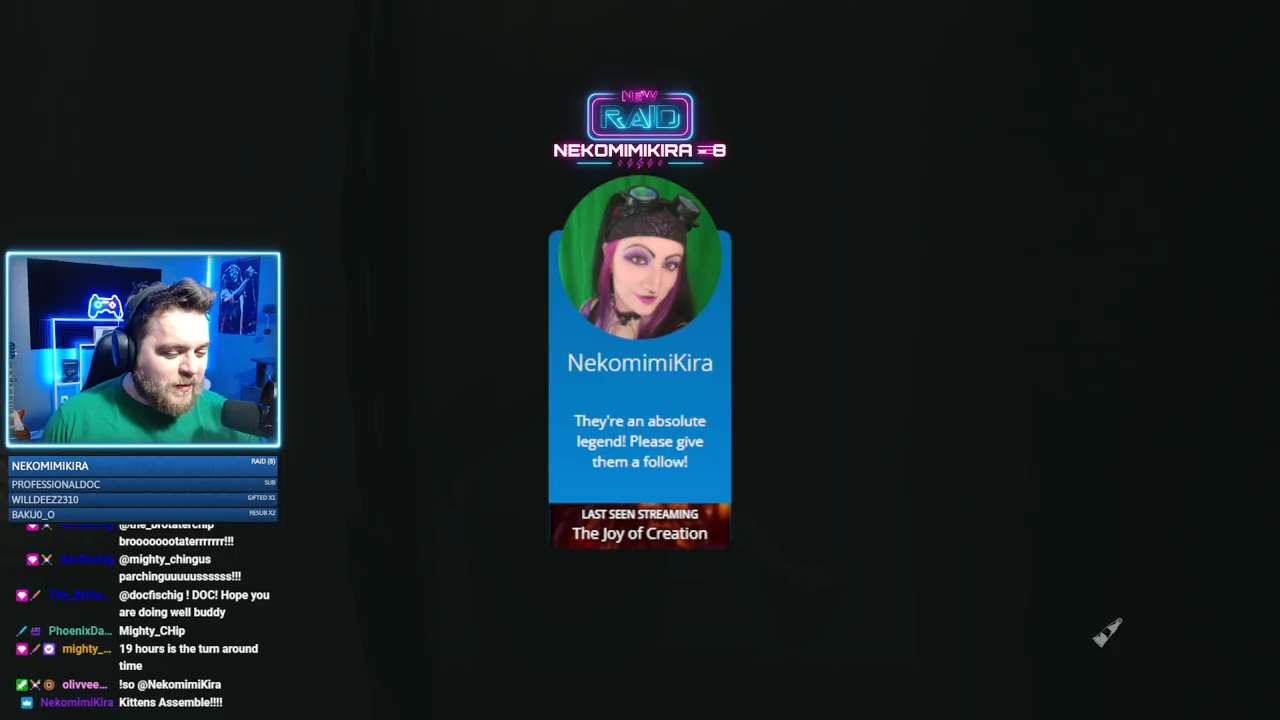 NEW
RAID
NEKOMIMIKIRA =8
NekomimiKira
They're an absolute
legend! Please give
them a follow!
LAST SEEN STREAMING
The Joy of Creation
NEKOMIMIKIRA RAID (8)
PROFESSIONALDOC SUB
WILLDEEZ2310 GIFTED X1
BAKU0_O RESUB X2
@the_brotaterchip
brooooootaterrrrrrr!!!
docfischig @mighty_chingus
parchinguuuuussssss!!!
The_Brota... @docfischig ! DOC! Hope you
are doing well buddy
PhoenixDa... Mighty_CHip
mighty_... 19 hours is the turn around
time
olivvee... !so @NekomimiKira
NekomimiKira Kittens Assemble!!!!